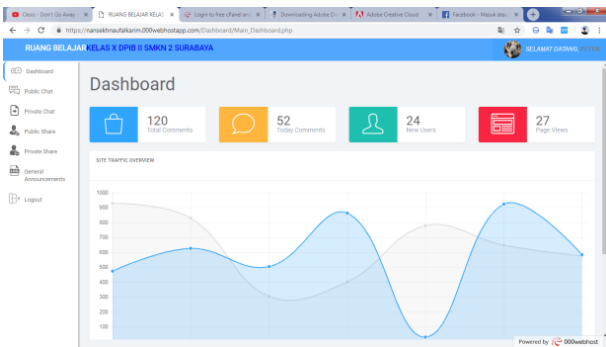 Oasis - Don't Go Away
RUANG BELAJAR KELAS
Login to free cPanel and
Downloading Adobe Cr
Adobe Creative Cloud
Facebook - Masuk atau
https://nansekhnaufalkarim.000webhostapp.com/Dashboard/Main_Dashboard.php
RUANG BELAJAR KELAS X DPIB II SMKN 2 SURABAYA
SELAMAT DATANG,
Dashboard
Public Chat
Private Chat
Public Share
Private Share
General
Announcements
Logout
Dashboard
120
Total Comments
52
Today Comments
24
New Users
27
Page Views
SITE TRAFFIC OVERVIEW
1000
900
800
700
600
500
400
300
200
100
Powered by 000webhost